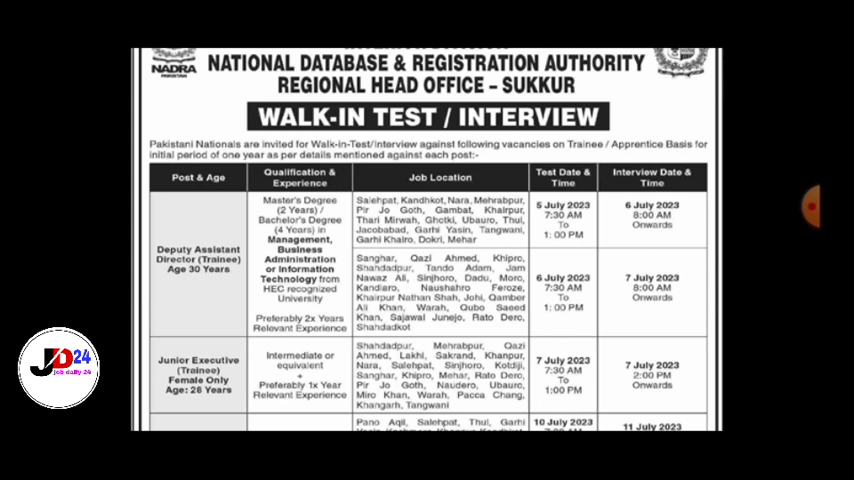 NADRA
PAKISTAN
NATIONAL DATABASE & REGISTRATION AUTHORITY
REGIONAL HEAD OFFICE – SUKKUR
WALK-IN TEST / INTERVIEW
Pakistani Nationals are invited for Walk-in-Test/Interview against following vacancies on Trainee / Apprentice Basis for
initial period of one year as per details mentioned against each post:-
Post & Age
Qualification &
Experience
Job Location
Test Date &
Time
Interview Date &
Time
Deputy Assistant
Director (Trainee)
Age 30 Years
Master's Degree
(2 Years) /
Bachelor's Degree
(4 Years) in
Management,
Business
Administration
or Information
Technology from
HEC recognized
University
Preferably 2x Years
Relevant Experience
Salehpat, Kandhkot, Nara, Mehrabpur,
Pir Jo Goth, Gambat, Khairpur,
Thari Mirwah, Ghotki, Ubauro, Thul,
Jacobabad, Garhi Yasin, Tangwani,
Garhi Khairo, Dokri, Mehar
5 July 2023
7:30 AM
To
1: 00 PM
6 July 2023
8:00 AM
Onwards
Sanghar, Qazi Ahmed, Khipro,
Shahdadpur, Tando Adam, Jam
Nawaz Ali, Sinjhoro, Dadu, Moro,
Kandiaro, Naushahro Feroze,
Khairpur Nathan Shah, Johi, Qamber
Ali Khan, Warah, Qubo Saeed
Khan, Sajawal Junejo, Rato Dero,
Shahdadkot
6 July 2023
7:30 AM
To
1: 00 PM
7 July 2023
8:00 AM
Onwards
Junior Executive
(Trainee)
Female Only
Age: 28 Years
Intermediate or
equivalent
+
Preferably 1x Year
Relevant Experience
Shahdadpur, Mehrabpur, Qazi
Ahmed, Lakhi, Sakrand, Khanpur,
Nara, Salehpat, Sinjhoro, Kotdiji,
Sanghar, Khipro, Mehar, Rato Dero,
Pir Jo Goth, Naudero, Ubauro,
Miro Khan, Warah, Pacca Chang,
Khangarh, Tangwani
7 July 2023
7:30 AM
To
1:00 PM
7 July 2023
2:00 PM
Onwards
Pano Aqil, Salehpat, Thul, Garhi
10 July 2023
11 July 2023
JD24
job daily 24